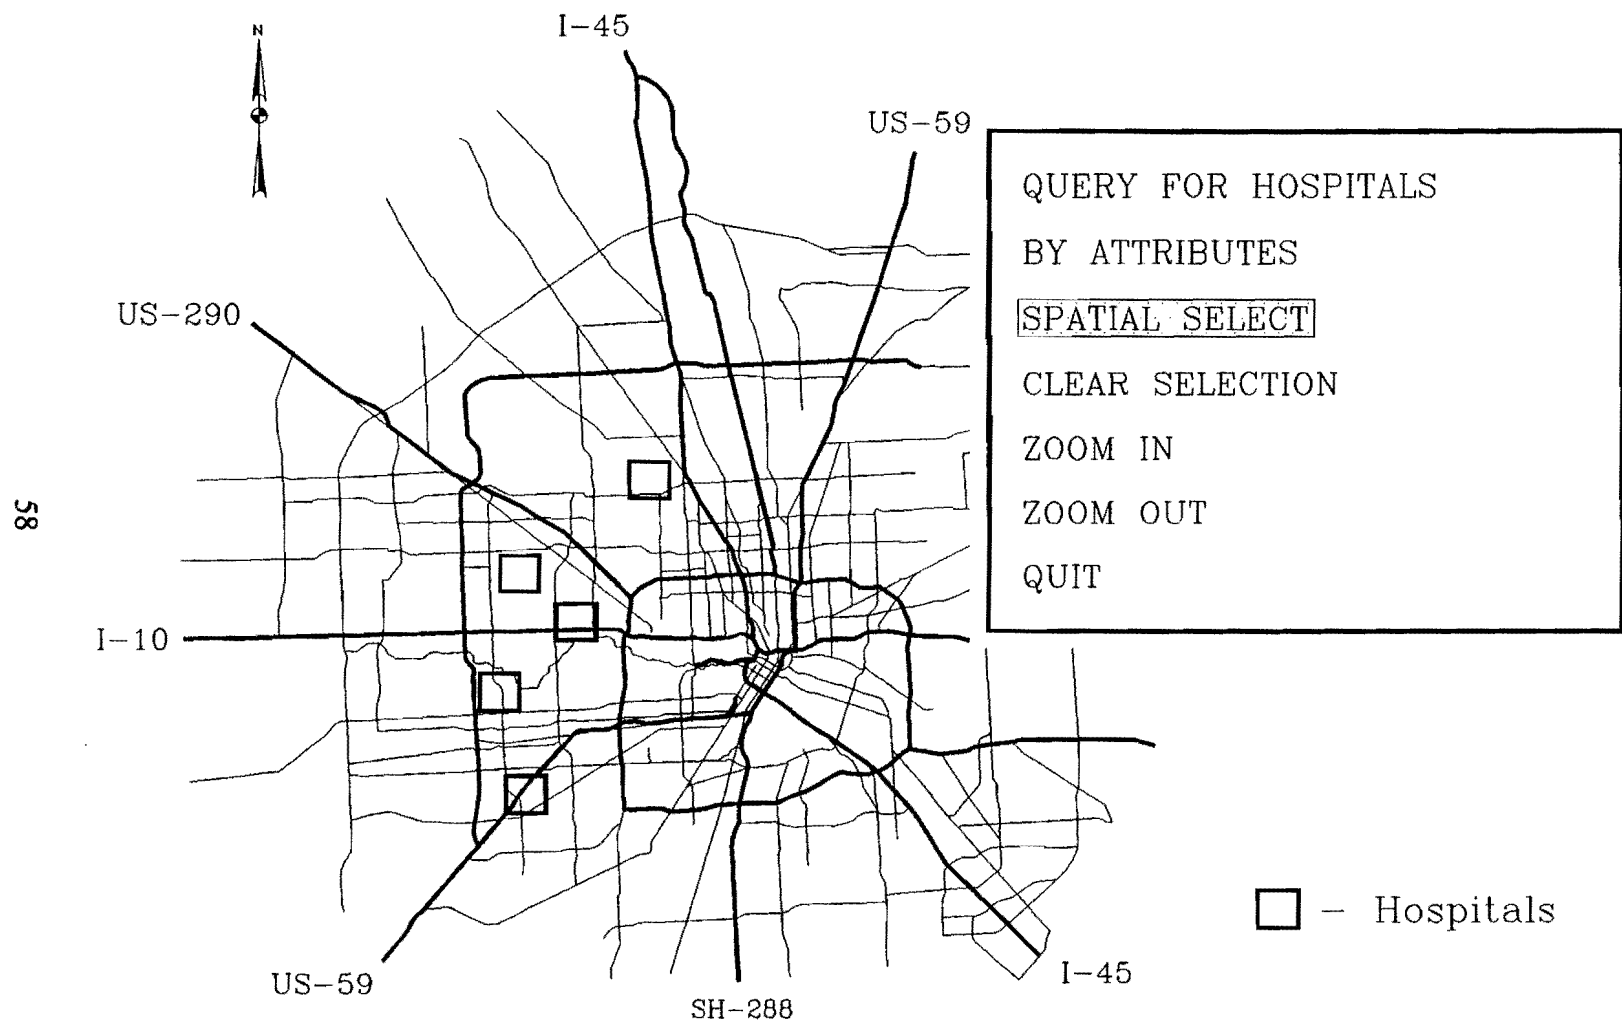 N
I-45
US-59
QUERY FOR HOSPITALS
BY ATTRIBUTES
SPATIAL SELECT
CLEAR SELECTION
ZOOM IN
ZOOM OUT
QUIT
US-290
58
I-10
- Hospitals
US-59
SH-288
I-45